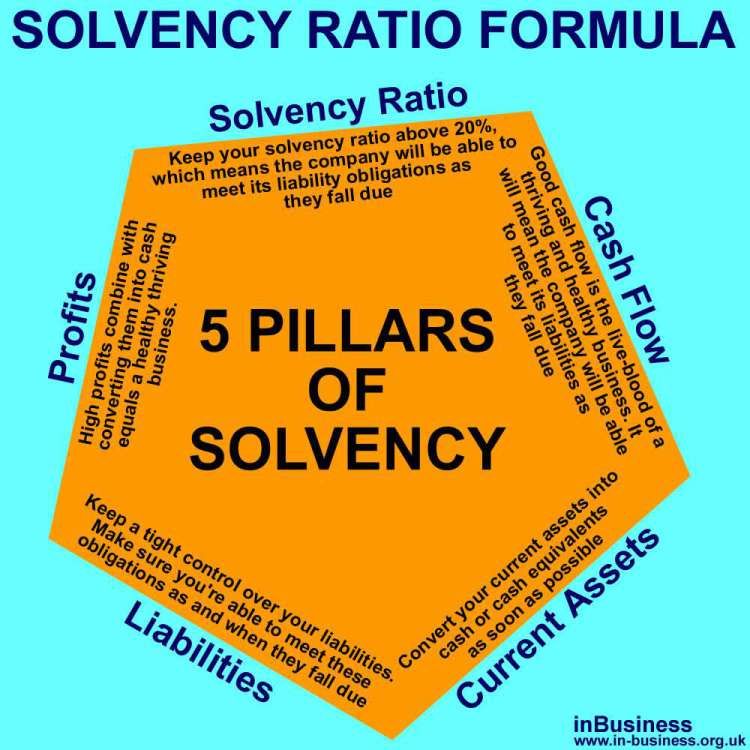 SOLVENCY RATIO FORMULA
Solvency Ratio
Keep your solvency ratio above 20%,
which means the company will be able to
meet its liability obligations as
they fall due
Cash Flow
Good cash flow is the live-blood of a
thriving and healthy business. It
will mean the company will be able
to meet its liabilities as
they fall due
Profits
High profits combine with
converting them into cash
equals a healthy thriving
business.
5 PILLARS
OF
SOLVENCY
Keep a tight control over your liabilities.
Make sure you're able to meet these
obligations as and when they fall due
Liabilities
Convert your current assets into
cash or cash equivalents
as soon as possible
Current Assets
inBusiness
www.in-business.org.uk